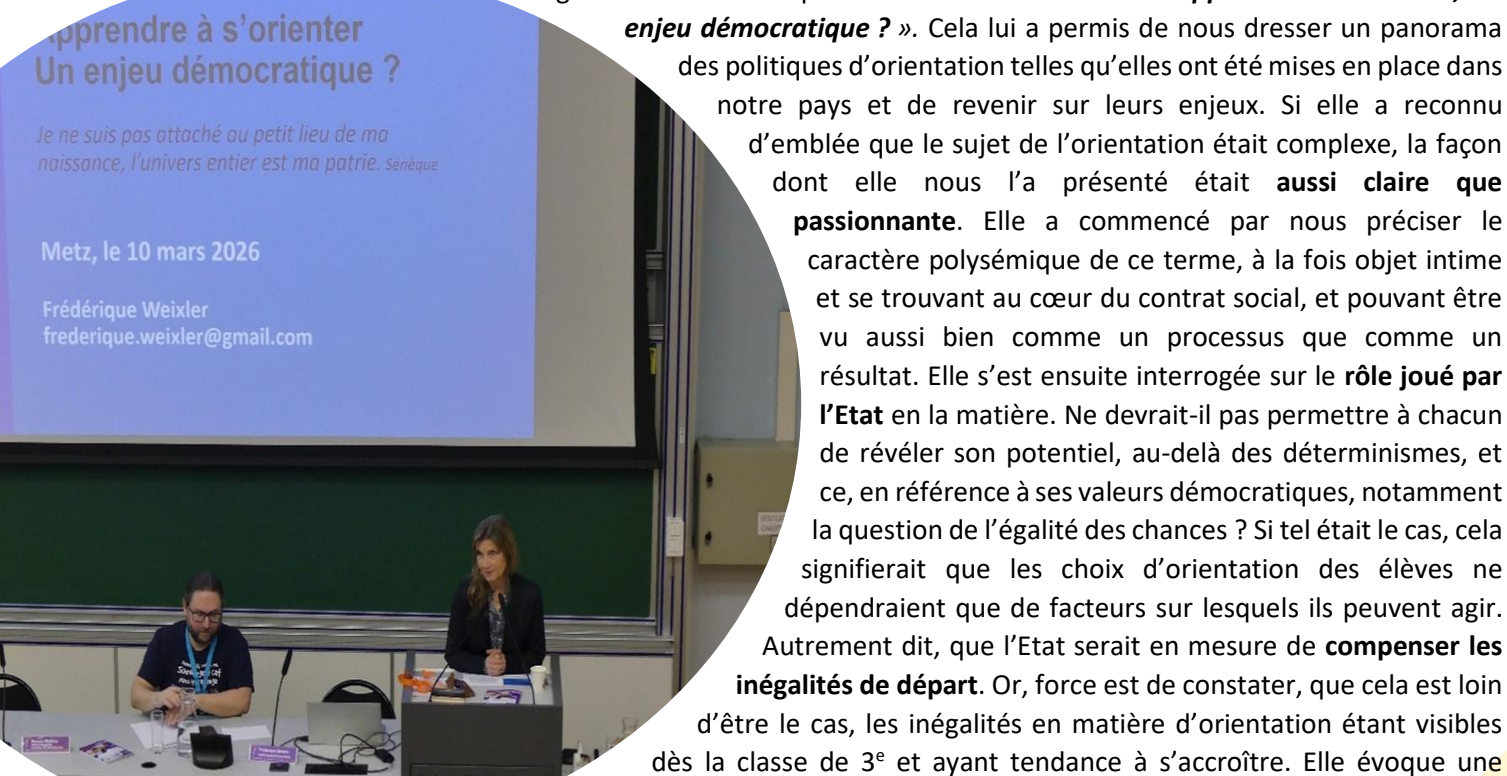 Apprendre à s'orienter
Un enjeu démocratique ?
Je ne suis pas attaché au petit lieu de ma
naissance, l'univers entier est ma patrie. Sénèque
Metz, le 10 mars 2026
Frédérique Weixler
frederique.weixler@gmail.com
enjeu démocratique ? ». Cela lui a permis de nous dresser un panorama
des politiques d'orientation telles qu'elles ont été mises en place dans
notre pays et de revenir sur leurs enjeux. Si elle a reconnu
d'emblée que le sujet de l'orientation était complexe, la façon
dont elle nous l'a présenté était aussi claire que
passionnante. Elle a commencé par nous préciser le
caractère polysémique de ce terme, à la fois objet intime
et se trouvant au cœur du contrat social, et pouvant être
vu aussi bien comme un processus que comme un
résultat. Elle s'est ensuite interrogée sur le rôle joué par
l'Etat en la matière. Ne devrait-il pas permettre à chacun
de révéler son potentiel, au-delà des déterminismes, et
ce, en référence à ses valeurs démocratiques, notamment
la question de l'égalité des chances ? Si tel était le cas, cela
signifierait que les choix d'orientation des élèves ne
dépendraient que de facteurs sur lesquels ils peuvent agir.
Autrement dit, que l'Etat serait en mesure de compenser les
inégalités de départ. Or, force est de constater, que cela est loin
d'être le cas, les inégalités en matière d'orientation étant visibles
dès la classe de 3e et ayant tendance à s'accroître. Elle évoque une